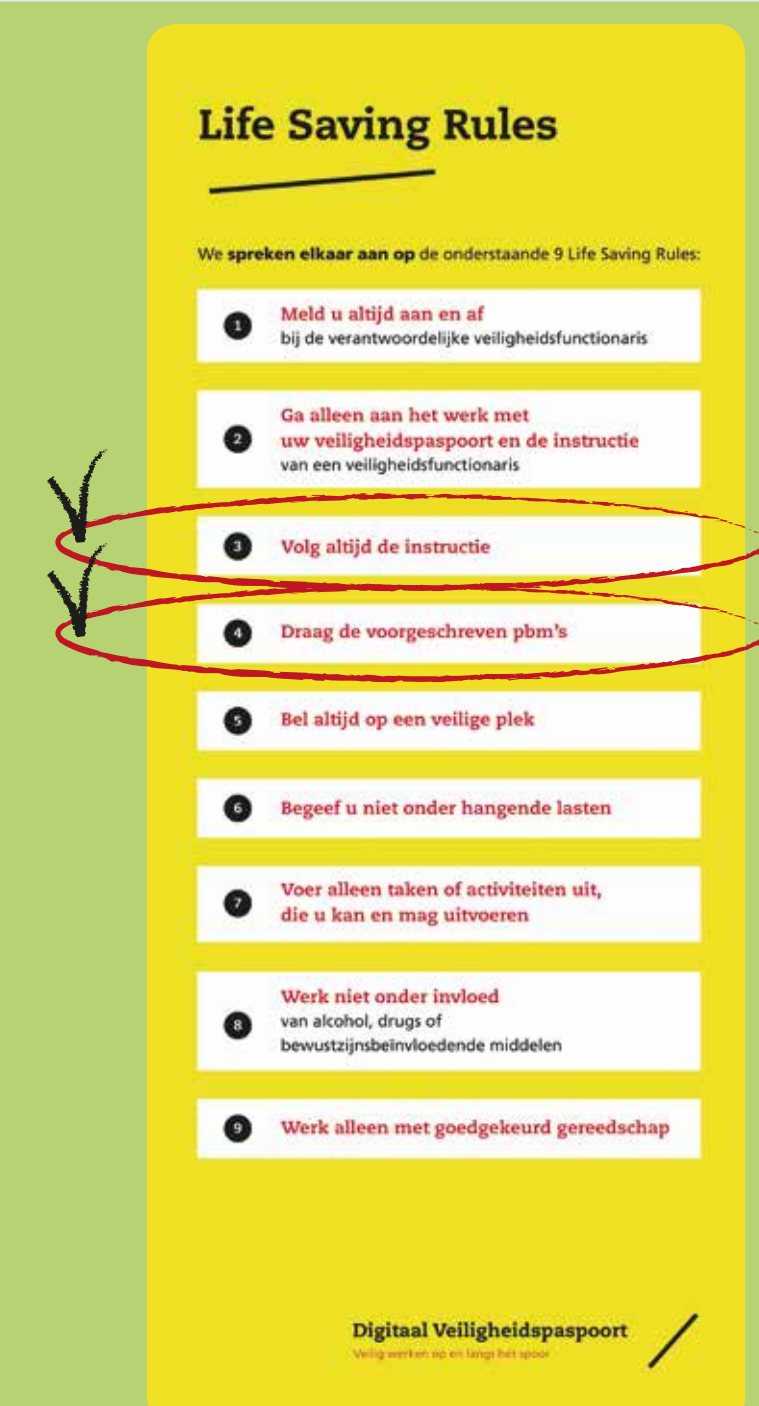 Life Saving Rules
We spreken elkaar aan op de onderstaande 9 Life Saving Rules:
1
Meld u altijd aan en af
bij de verantwoordelijke veiligheidsfunctionaris
2
Ga alleen aan het werk met
uw veiligheidspaspoort en de instructie
van een veiligheidsfunctionaris
3
Volg altijd de instructie
4
Draag de voorgeschreven pbm's
5
Bel altijd op een veilige plek
6
Begeef u niet onder hangende lasten
7
Voer alleen taken of activiteiten uit,
die u kan en mag uitvoeren
8
Werk niet onder invloed
van alcohol, drugs of
bewustzijnsbeïnvloedende middelen
9
Werk alleen met goedgekeurd gereedschap
Digitaal Veiligheidspaspoort
Veilig werken op en langs het spoor